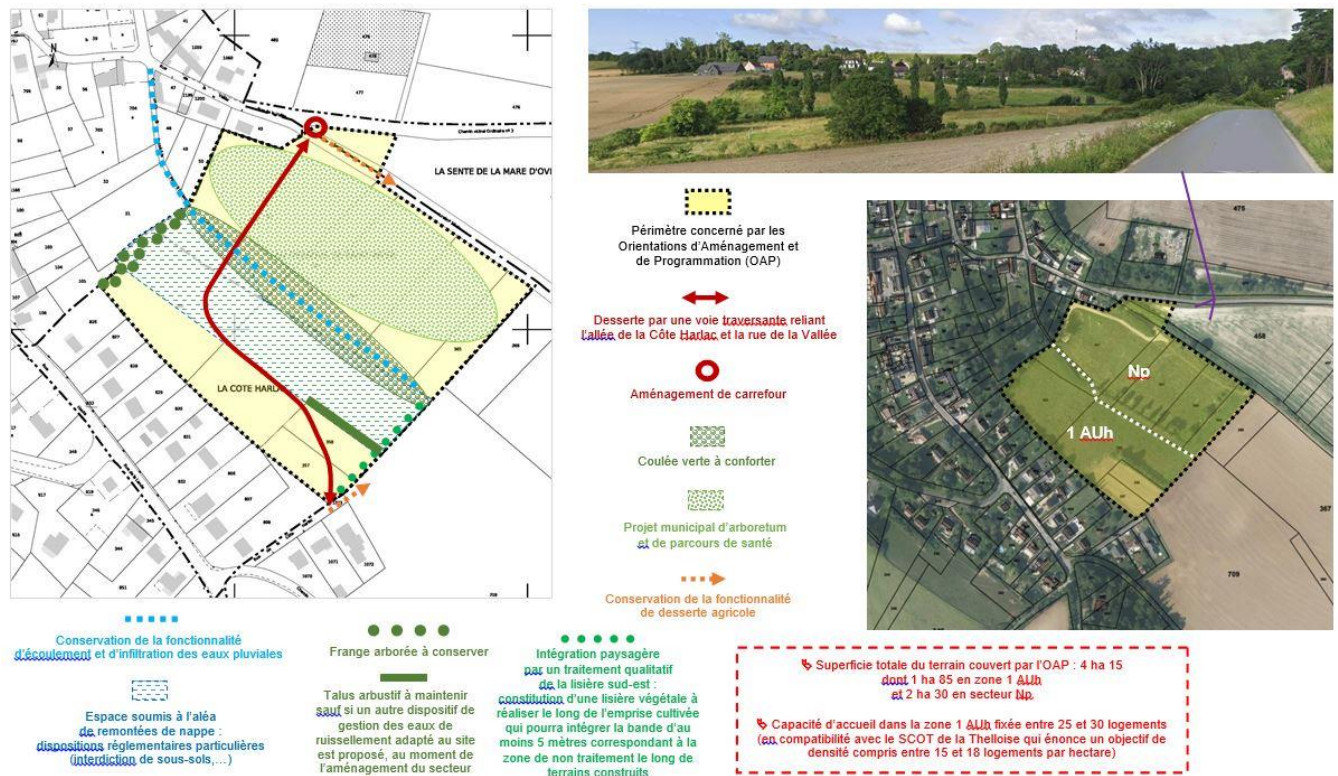 LA SENTE DE LA MARE D'OVI
Chemin vicinal Ordinaire n° 3
LA COTE HARLAC
Périmètre concerné par les
Orientations d'Aménagement et
de Programmation (OAP)
Desserte par une voie traversante reliant
l'allée de la Côte Harlac et la rue de la Vallée
Aménagement de carrefour
Coulée verte à conforter
Projet municipal d'arboretum
et de parcours de santé
Conservation de la fonctionnalité
de desserte agricole
475
458
Np
1 AUh
367
709
Conservation de la fonctionnalité
d'écoulement et d'infiltration des eaux pluviales
Espace soumis à l'aléa
de remontées de nappe :
dispositions réglementaires particulières
(interdiction de sous-sols,…)
Frange arborée à conserver
Talus arbustif à maintenir
sauf si un autre dispositif de
gestion des eaux de
ruissellement adapté au site
est proposé, au moment de
l'aménagement du secteur
Intégration paysagère
par un traitement qualitatif
de la lisière sud-est :
constitution d'une lisière végétale à
réaliser le long de l'emprise cultivée
qui pourra intégrer la bande d'au
moins 5 mètres correspondant à la
zone de non traitement le long de
terrains construits
Superficie totale du terrain couvert par l'OAP : 4 ha 15
dont 1 ha 85 en zone 1 AUh
et 2 ha 30 en secteur Np.
Capacité d'accueil dans la zone 1 AUh fixée entre 25 et 30 logements
(en compatibilité avec le SCOT de la Thelloise qui énonce un objectif de
densité compris entre 15 et 18 logements par hectare)